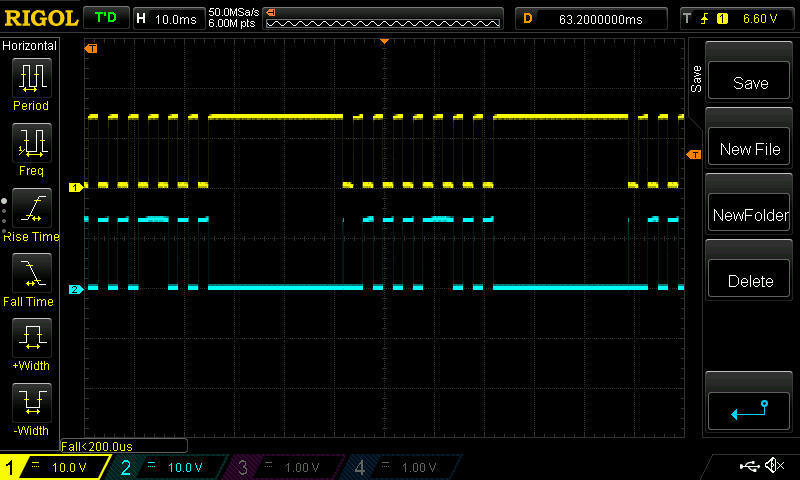 RIGOL T'D H 10.0ms 50.0MSa/s 6.00M pts D 63.2000000ms T 1 6.60 V
Horizontal
Period
Freq
Rise Time
Fall Time
+Width
-Width
T
T
1
2
Save
Save
New File
NewFolder
Delete
Fall<200.0us
1 = 10.0 V 2 = 10.0 V 3 = 1.00 V 4 = 1.00 V